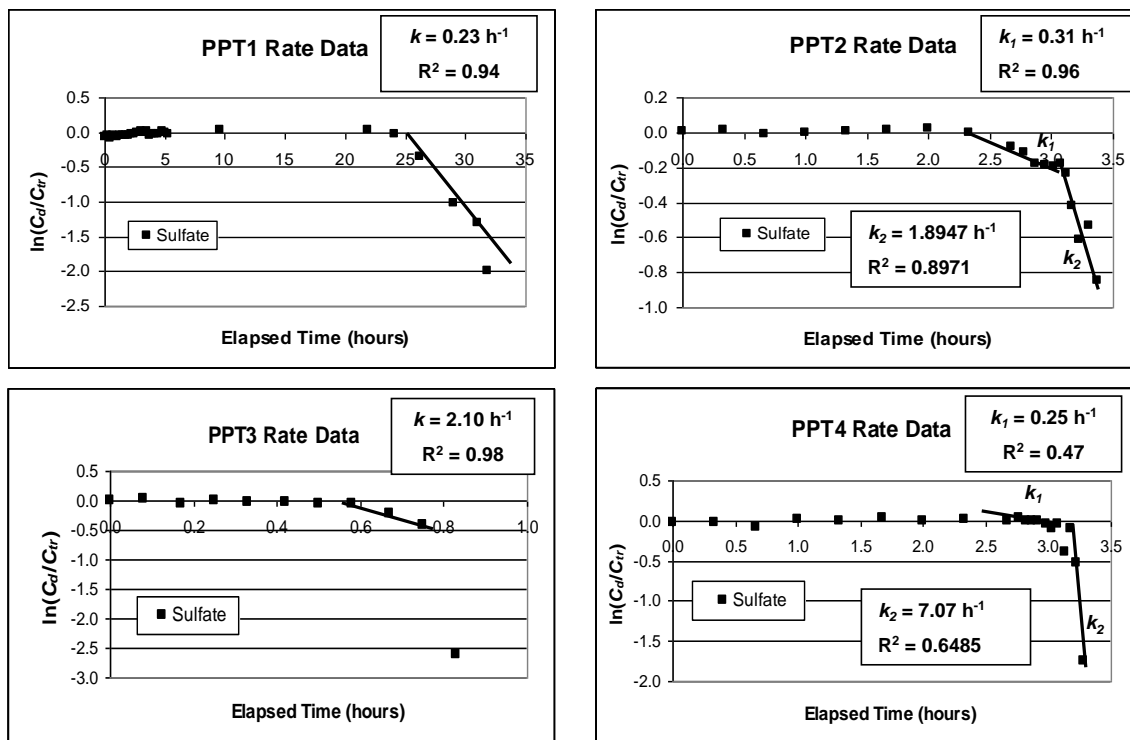 PPT1 Rate Data
k = 0.23 h⁻¹
R² = 0.94
0.5
0.0
-0.5
-1.0
-1.5
-2.0
-2.5
0 5 10 15 20 25 30 35
ln(Cd/Ctr)
Sulfate
Elapsed Time (hours)
PPT2 Rate Data
k1 = 0.31 h⁻¹
R² = 0.96
0.2
0.0
-0.2
-0.4
-0.6
-0.8
-1.0
0.0 0.5 1.0 1.5 2.0 2.5 3.0 3.5
ln(Cd/Ctr)
k1
Sulfate
k2 = 1.8947 h⁻¹
R² = 0.8971
k2
Elapsed Time (hours)
PPT3 Rate Data
k = 2.10 h⁻¹
R² = 0.98
0.5
0.0
-0.5
-1.0
-1.5
-2.0
-2.5
-3.0
0.0 0.2 0.4 0.6 0.8 1.0
ln(Cd/Ctr)
Sulfate
Elapsed Time (hours)
PPT4 Rate Data
k1 = 0.25 h⁻¹
R² = 0.47
0.5
0.0
-0.5
-1.0
-1.5
-2.0
0.0 0.5 1.0 1.5 2.0 2.5 3.0 3.5
ln(Cd/Ctr)
k1
Sulfate
k2 = 7.07 h⁻¹
R² = 0.6485
k2
Elapsed Time (hours)